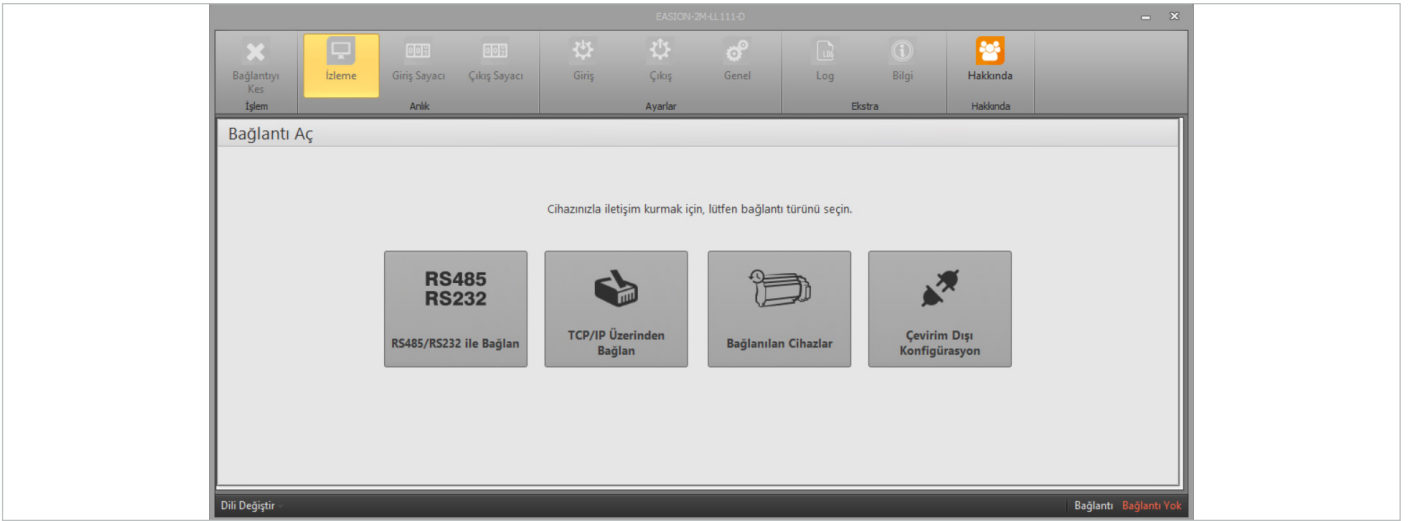 EASION-2M-LL111-D
Bağlantıyı Kes
İzleme
Giriş Sayacı
Çıkış Sayacı
Giriş
Çıkış
Genel
Log
Bilgi
Hakkında
İşlem
Anlık
Ayarlar
Ekstra
Hakkında
Bağlantı Aç
Cihazınızla iletişim kurmak için, lütfen bağlantı türünü seçin.
RS485
RS232
RS485/RS232 ile Bağlan
TCP/IP Üzerinden
Bağlan
Bağlanılan Cihazlar
Çevirim Dışı
Konfigürasyon
Dili Değiştir
Bağlantı Bağlantı Yok